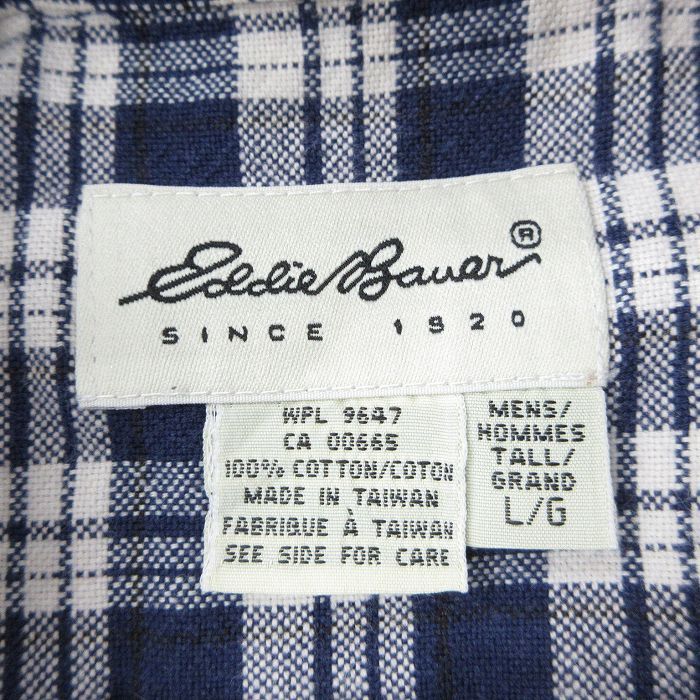 Eddie Bauer®
SINCE 1920
WPL 9647
CA 00665
100% COTTON/COTON
MADE IN TAIWAN
FABRIQUE À TAIWAN
SEE SIDE FOR CARE
MENS/
HOMMES
TALL/
GRAND
L/G